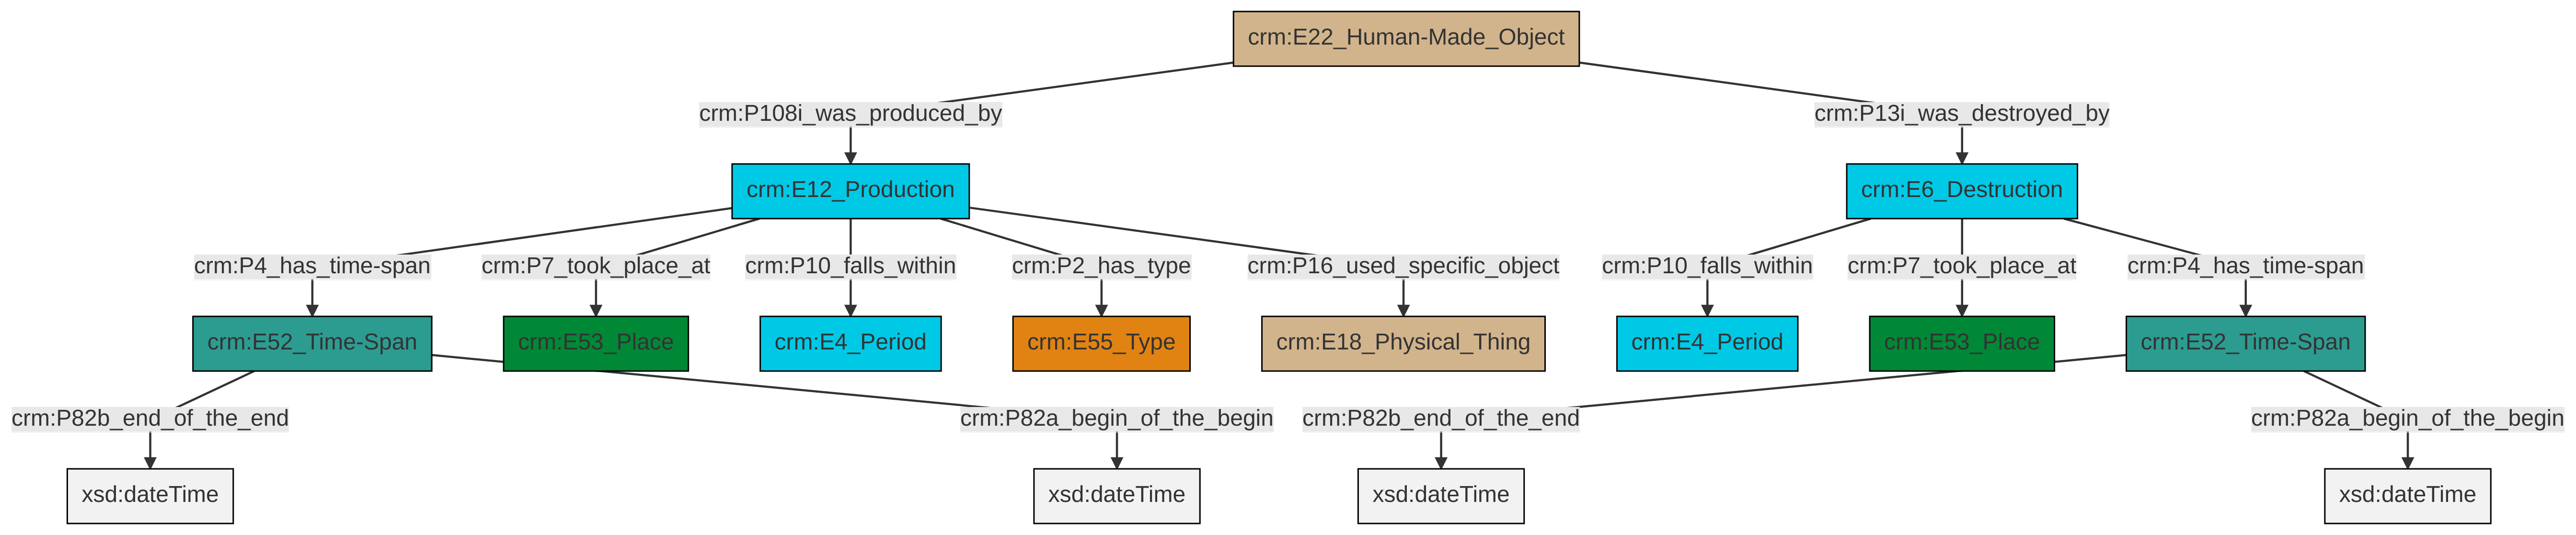 crm:E22_Human-Made_Object
crm:P108i_was_produced_by
crm:P13i_was_destroyed_by
crm:E12_Production
crm:E6_Destruction
crm:P4_has_time-span
crm:P7_took_place_at
crm:P10_falls_within
crm:P2_has_type
crm:P16_used_specific_object
crm:P10_falls_within
crm:P7_took_place_at
crm:P4_has_time-span
crm:E52_Time-Span
crm:E53_Place
crm:E4_Period
crm:E55_Type
crm:E18_Physical_Thing
crm:E4_Period
crm:E53_Place
crm:E52_Time-Span
crm:P82b_end_of_the_end
crm:P82a_begin_of_the_begin
crm:P82b_end_of_the_end
crm:P82a_begin_of_the_begin
xsd:dateTime
xsd:dateTime
xsd:dateTime
xsd:dateTime